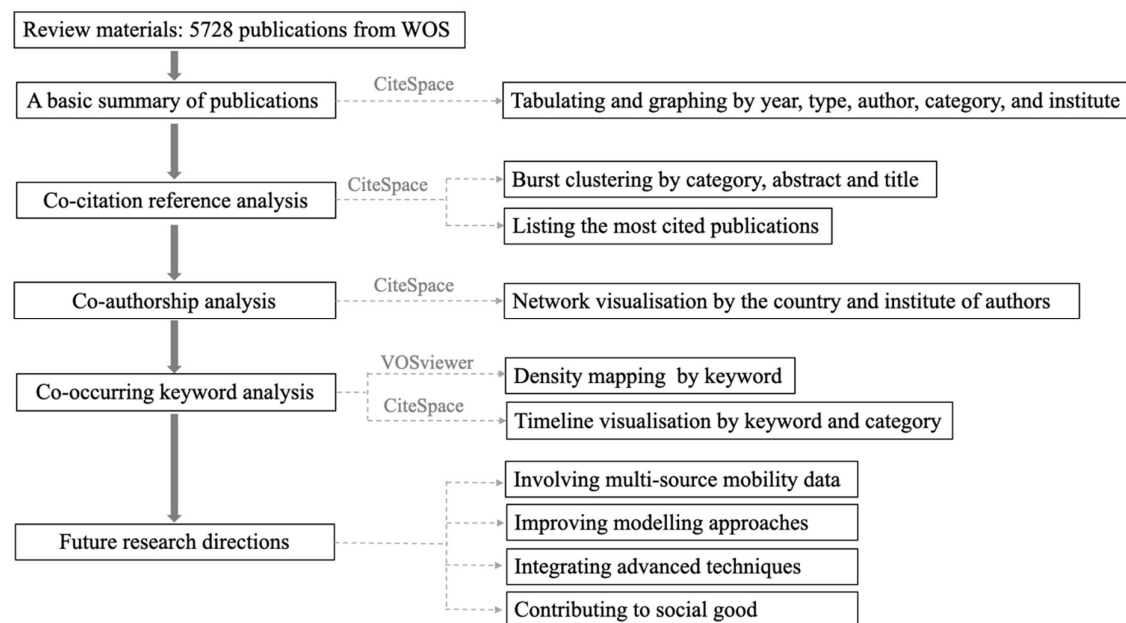 Review materials: 5728 publications from WOS
A basic summary of publications
CiteSpace
Tabulating and graphing by year, type, author, category, and institute
Co-citation reference analysis
CiteSpace
Burst clustering by category, abstract and title
Listing the most cited publications
Co-authorship analysis
CiteSpace
Network visualisation by the country and institute of authors
Co-occurring keyword analysis
VOSviewer
Density mapping by keyword
CiteSpace
Timeline visualisation by keyword and category
Future research directions
Involving multi-source mobility data
Improving modelling approaches
Integrating advanced techniques
Contributing to social good